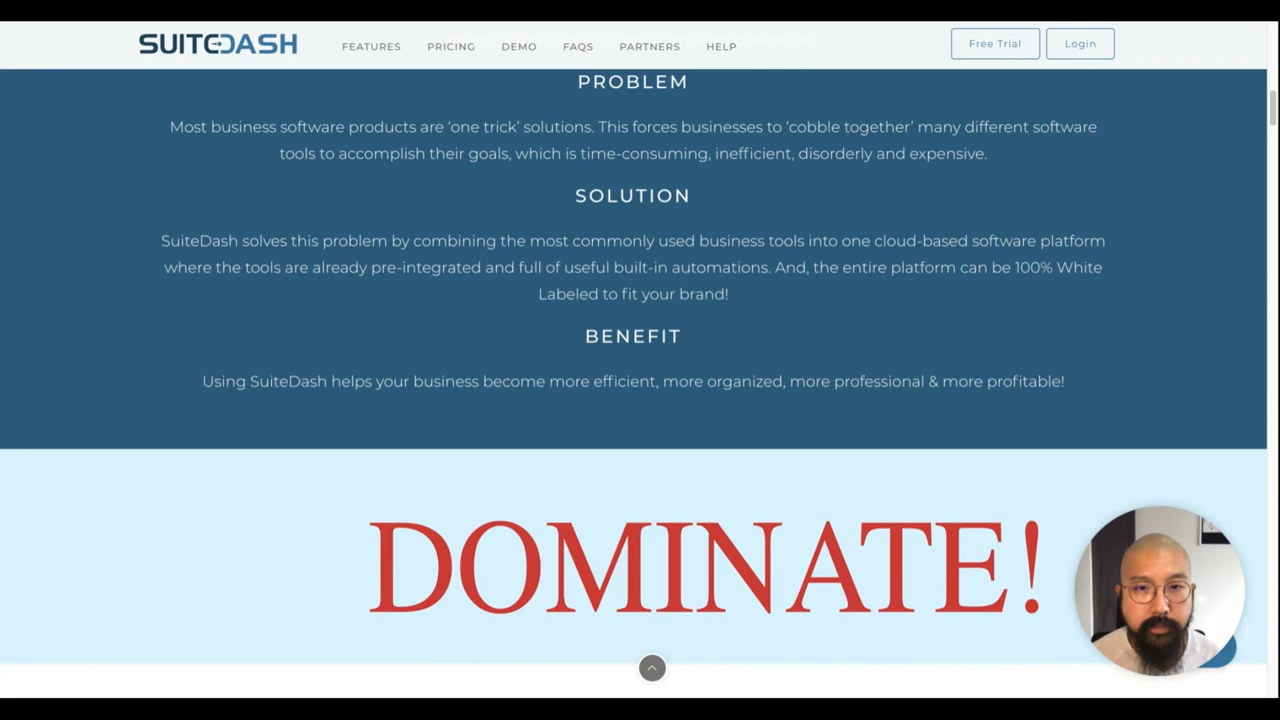 SUITEDASH
FEATURES PRICING DEMO FAQS PARTNERS HELP
Free Trial Login
PROBLEM
Most business software products are ‘one trick’ solutions. This forces businesses to ‘cobble together’ many different software
tools to accomplish their goals, which is time-consuming, inefficient, disorderly and expensive.
SOLUTION
SuiteDash solves this problem by combining the most commonly used business tools into one cloud-based software platform
where the tools are already pre-integrated and full of useful built-in automations. And, the entire platform can be 100% White
Labeled to fit your brand!
BENEFIT
Using SuiteDash helps your business become more efficient, more organized, more professional & more profitable!
DOMINATE!